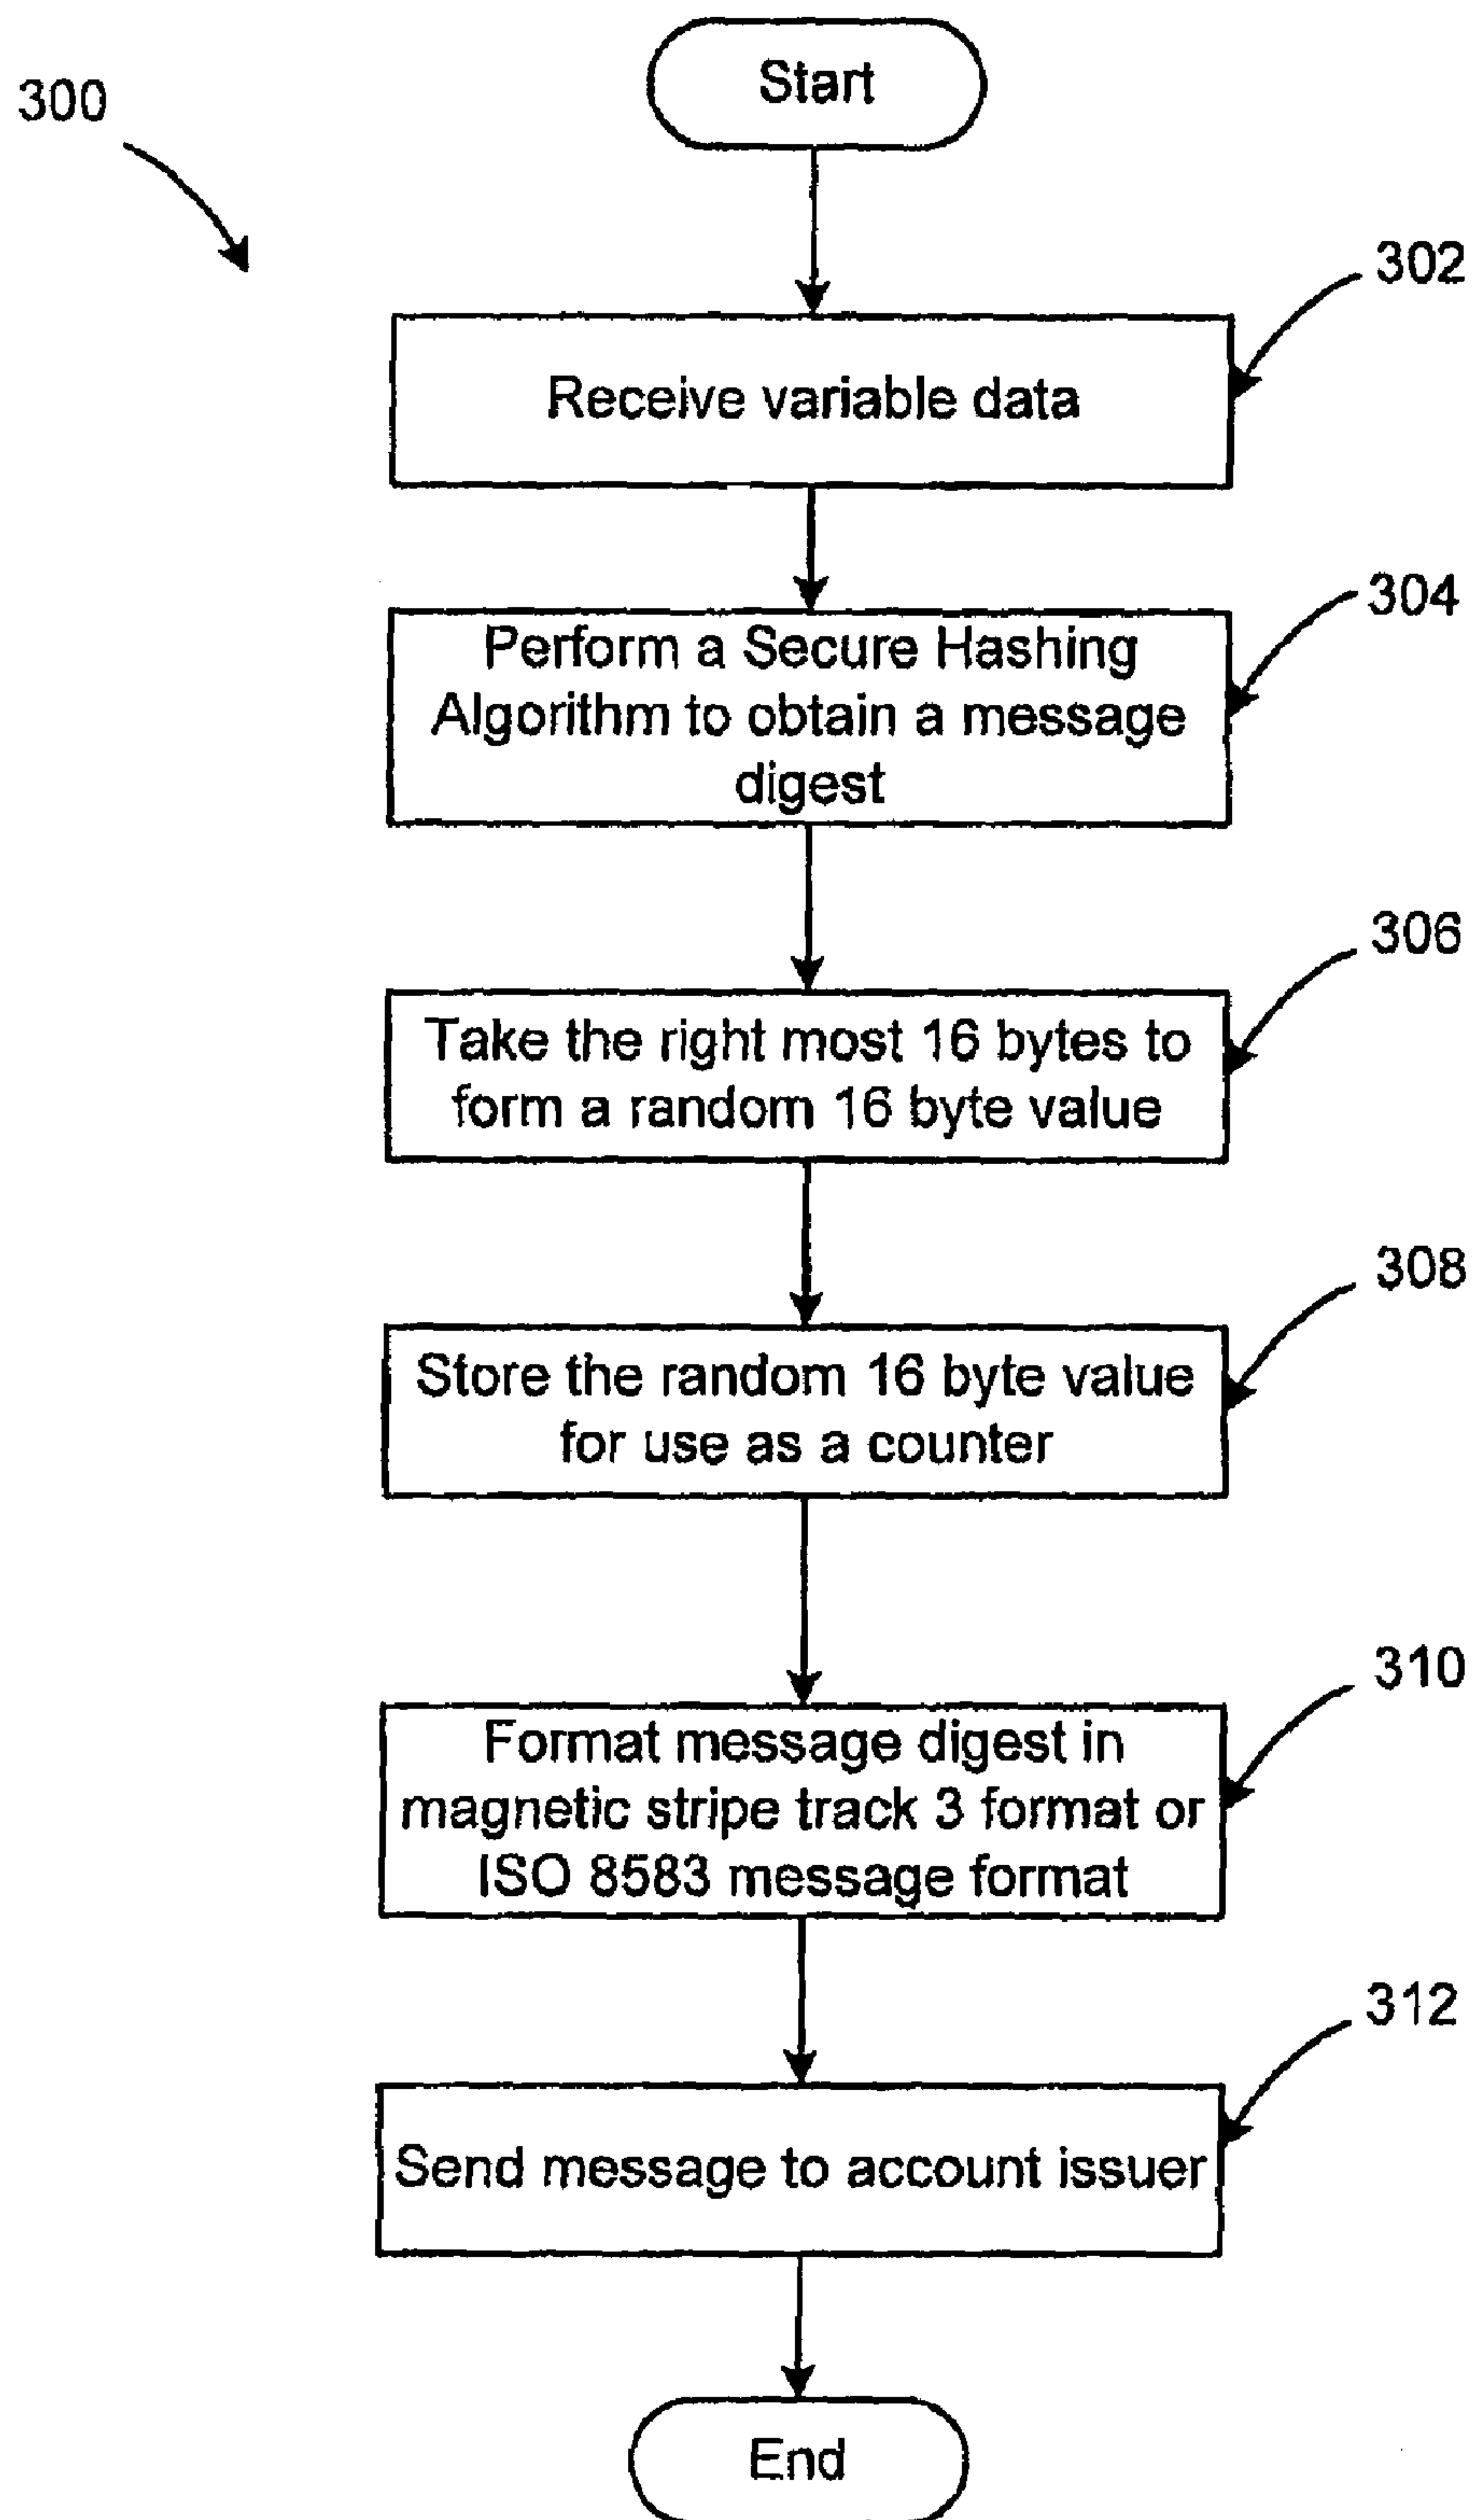 Start
300
302
Receive variable data
304
Perform a Secure Hashing
Algorithm to obtain a message
digest
306
Take the right most 16 bytes to
form a random 16 byte value
308
Store the random 16 byte value
for use as a counter
310
Format message digest in
magnetic stripe track 3 format or
ISO 8583 message format
312
Send message to account issuer
End